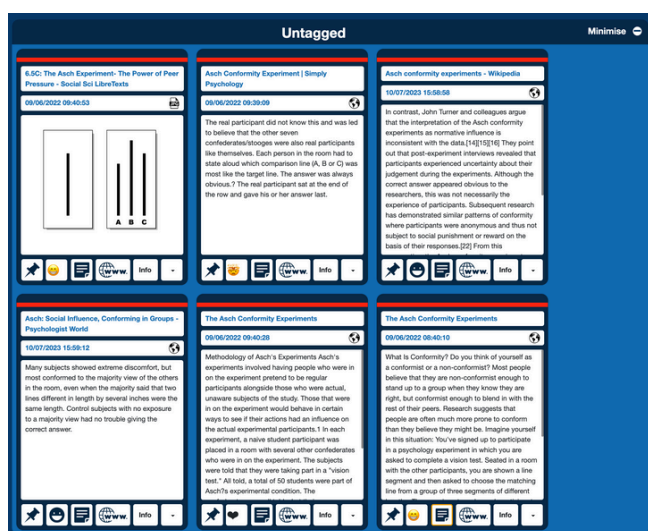 Untagged
Minimise
6.5C: The Asch Experiment- The Power of Peer
Pressure - Social Sci LibreTexts
09/06/2022 09:40:53
A B C
Info
Asch Conformity Experiment | Simply
Psychology
09/06/2022 09:39:09
The real participant did not know this and was led
to believe that the other seven
confederates/stooges were also real participants
like themselves. Each person in the room had to
state aloud which comparison line (A, B or C) was
most like the target line. The answer was always
obvious.? The real participant sat at the end of
the row and gave his or her answer last.
www.
Info
Asch conformity experiments - Wikipedia
10/07/2023 15:58:58
In contrast, John Turner and colleagues argue
that the interpretation of the Asch conformity
experiments as normative influence is
inconsistent with the data.[14][15][16] They point
out that post-experiment interviews revealed that
participants experienced uncertainty about their
judgement during the experiments. Although the
correct answer appeared obvious to the
researchers, this was not necessarily the
experience of participants. Subsequent research
has demonstrated similar patterns of conformity
where participants were anonymous and thus not
subject to social punishment or reward on the
basis of their responses.[22] From this
www.
Info
Asch: Social Influence, Conforming in Groups -
Psychologist World
10/07/2023 15:59:12
Many subjects showed extreme discomfort, but
most conformed to the majority view of the others
in the room, even when the majority said that two
lines different in length by several inches were the
same length. Control subjects with no exposure
to a majority view had no trouble giving the
correct answer.
www.
Info
The Asch Conformity Experiments
09/06/2022 09:40:28
Methodology of Asch's Experiments Asch's
experiments involved having people who were in
on the experiment pretend to be regular
participants alongside those who were actual,
unaware subjects of the study. Those that were
in on the experiment would behave in certain
ways to see if their actions had an influence on
the actual experimental participants.1 In each
experiment, a naive student participant was
placed in a room with several other confederates
who were in on the experiment. The subjects
were told that they were taking part in a "vision
test." All told, a total of 50 students were part of
Asch?s experimental condition. The
www.
Info
The Asch Conformity Experiments
09/06/2022 08:40:10
What Is Conformity? Do you think of yourself as
a conformist or a non-conformist? Most people
believe that they are non-conformist enough to
stand up to a group when they know they are
right, but conformist enough to blend in with the
rest of their peers. Research suggests that
people are often much more prone to conform
than they believe they might be. Imagine yourself
in this situation: You've signed up to participate
in a psychology experiment in which you are
asked to complete a vision test. Seated in a room
with the other participants, you are shown a line
segment and then asked to choose the matching
line from a group of three segments of different
www.
Info